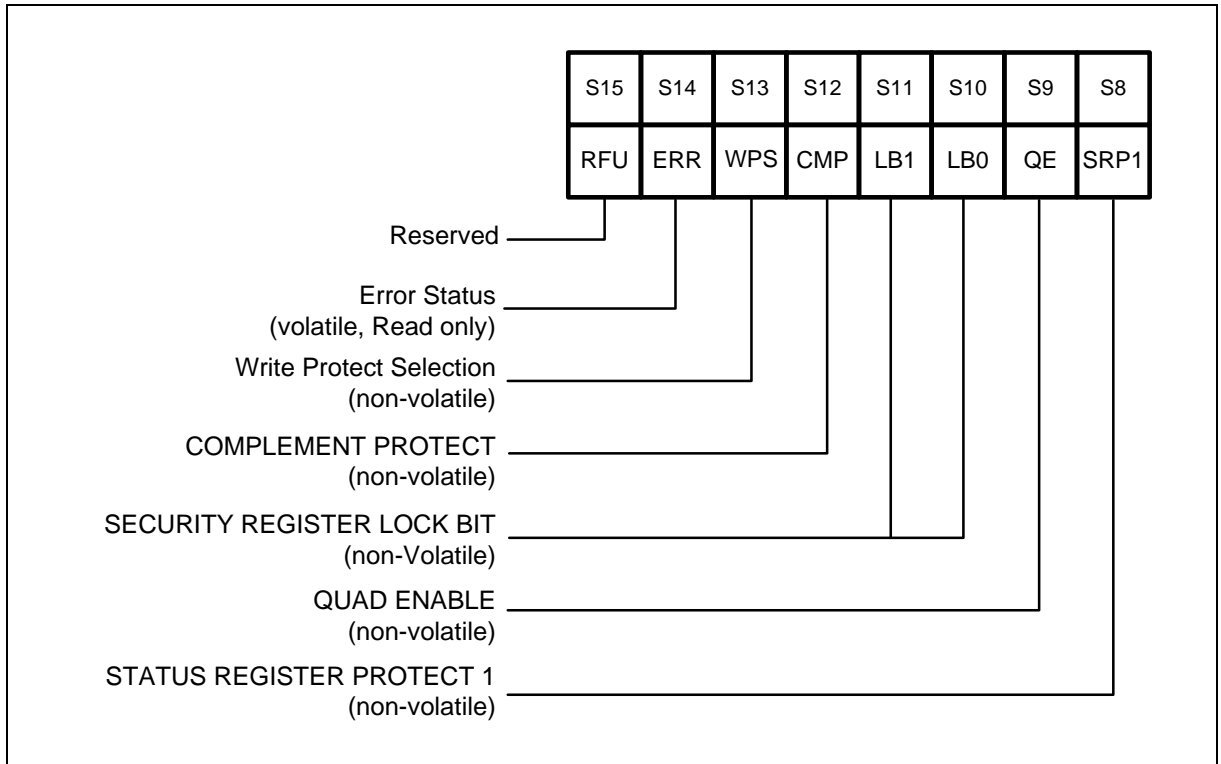 S15 S14 S13 S12 S11 S10 S9 S8
RFU ERR WPS CMP LB1 LB0 QE SRP1
Reserved
Error Status
(volatile, Read only)
Write Protect Selection
(non-volatile)
COMPLEMENT PROTECT
(non-volatile)
SECURITY REGISTER LOCK BIT
(non-Volatile)
QUAD ENABLE
(non-volatile)
STATUS REGISTER PROTECT 1
(non-volatile)